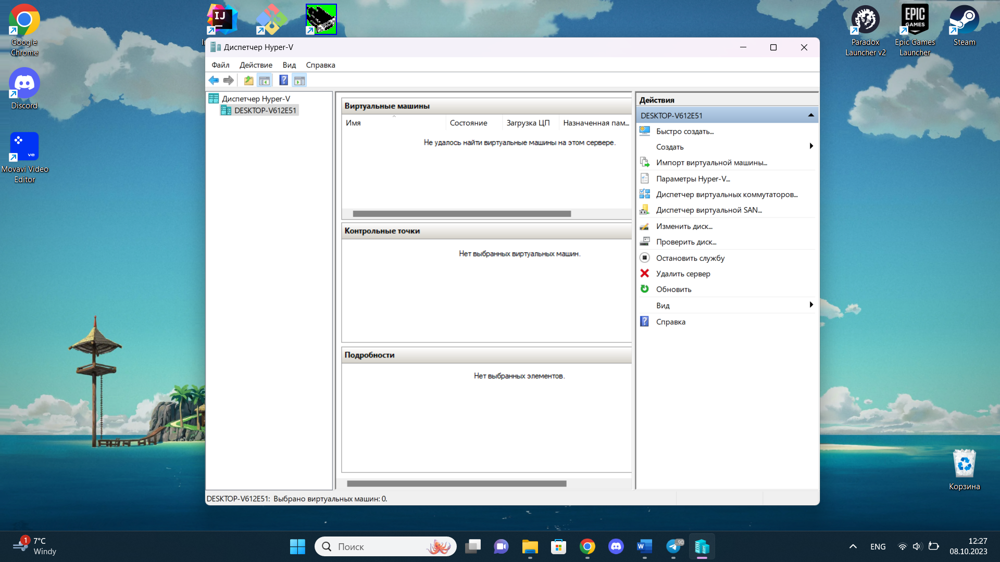 Google
Chrome
Discord
ve
Movavi Video
Editor
IJ
Paradox
Launcher v2
EPIC
GAMES
Epic Games
Launcher
Steam
Диспетчер Hyper-V
Файл
Действие
Вид
Справка
Диспетчер Hyper-V
DESKTOP-V612E51
Виртуальные машины
Имя
Состояние
Загрузка ЦП
Назначенная пам...
Не удалось найти виртуальные машины на этом сервере.
Контрольные точки
Нет выбранных виртуальных машин.
Подробности
Нет выбранных элементов.
Действия
DESKTOP-V612E51
Быстро создать...
Создать
Импорт виртуальной машины...
Параметры Hyper-V...
Диспетчер виртуальных коммутаторов...
Диспетчер виртуальной SAN...
Изменить диск...
Проверить диск...
Остановить службу
Удалить сервер
Обновить
Вид
Справка
DESKTOP-V612E51: Выбрано виртуальных машин: 0.
Корзина
1
7°C
Windy
Поиск
W
90
ENG
12:27
08.10.2023